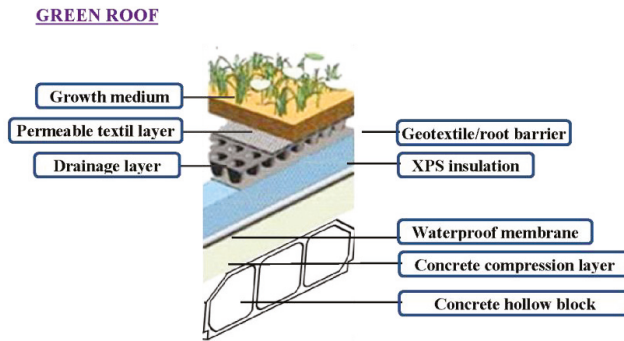 GREEN ROOF
Growth medium
Permeable textil layer
Geotextile/root barrier
Drainage layer
XPS insulation
Waterproof membrane
Concrete compression layer
Concrete hollow block